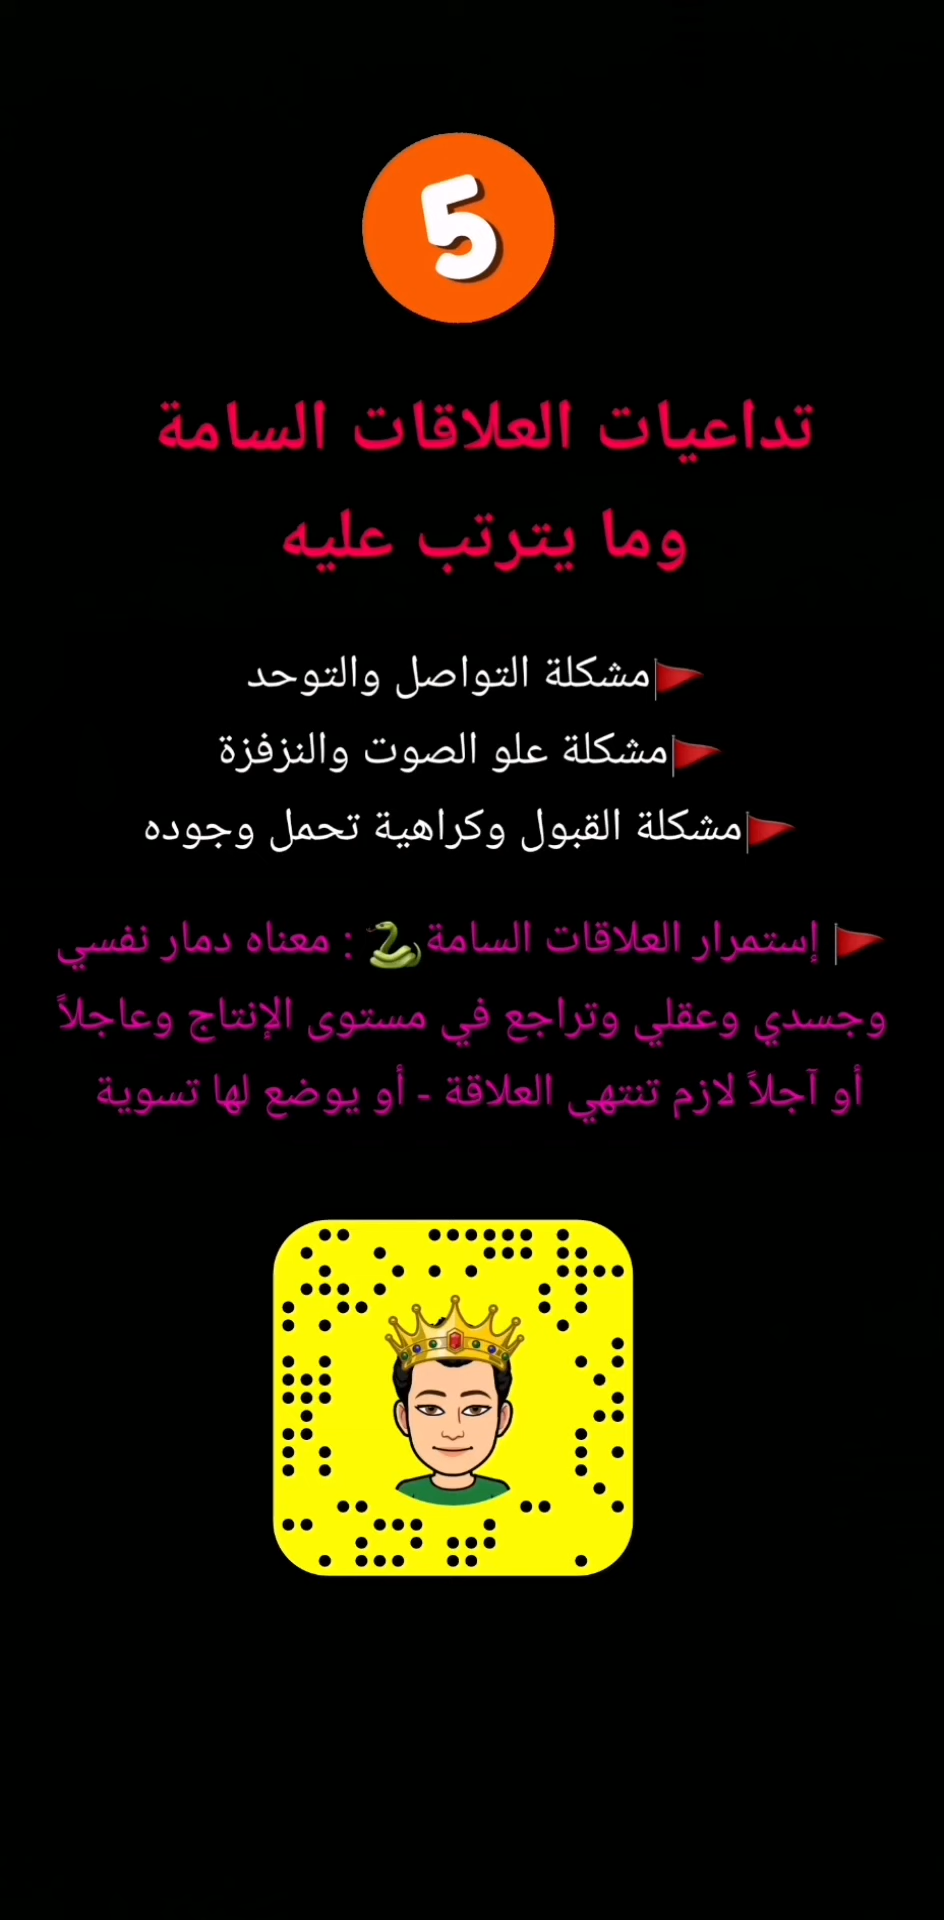 5
تداعيات العلاقات السامة
وما يترتب عليه
🚩مشكلة التواصل والتوحد
🚩مشكلة علو الصوت والنزفزة
🚩مشكلة القبول وكراهية تحمل وجوده
🚩 إستمرار العلاقات السامة🐍 : معناه دمار نفسي
وجسدي وعقلي وتراجع في مستوى الإنتاج وعاجلاً
أو آجلاً لازم تنتهي العلاقة - أو يوضع لها تسوية